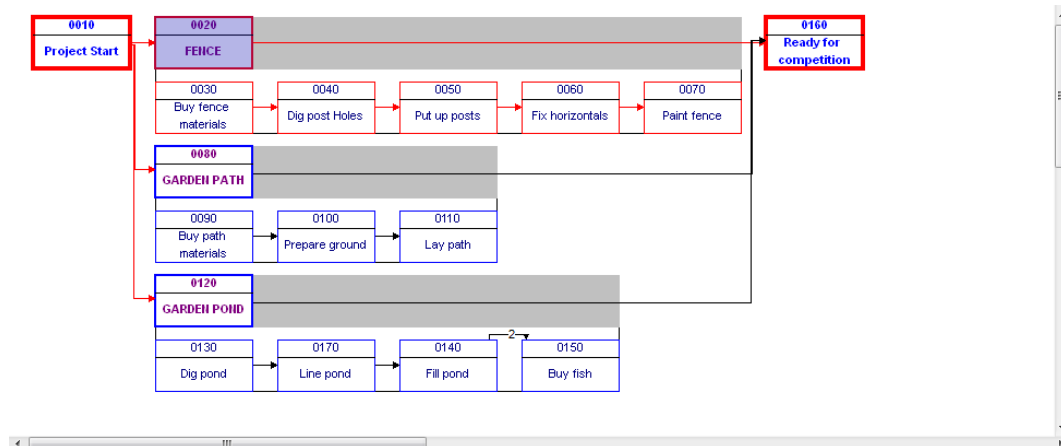 0010
Project Start
0020
FENCE
0160
Ready for
competition
0030
Buy fence
materials
0040
Dig post Holes
0050
Put up posts
0060
Fix horizontals
0070
Paint fence
0080
GARDEN PATH
0090
Buy path
materials
0100
Prepare ground
0110
Lay path
0120
GARDEN POND
0130
Dig pond
0170
Line pond
0140
Fill pond
2
0150
Buy fish